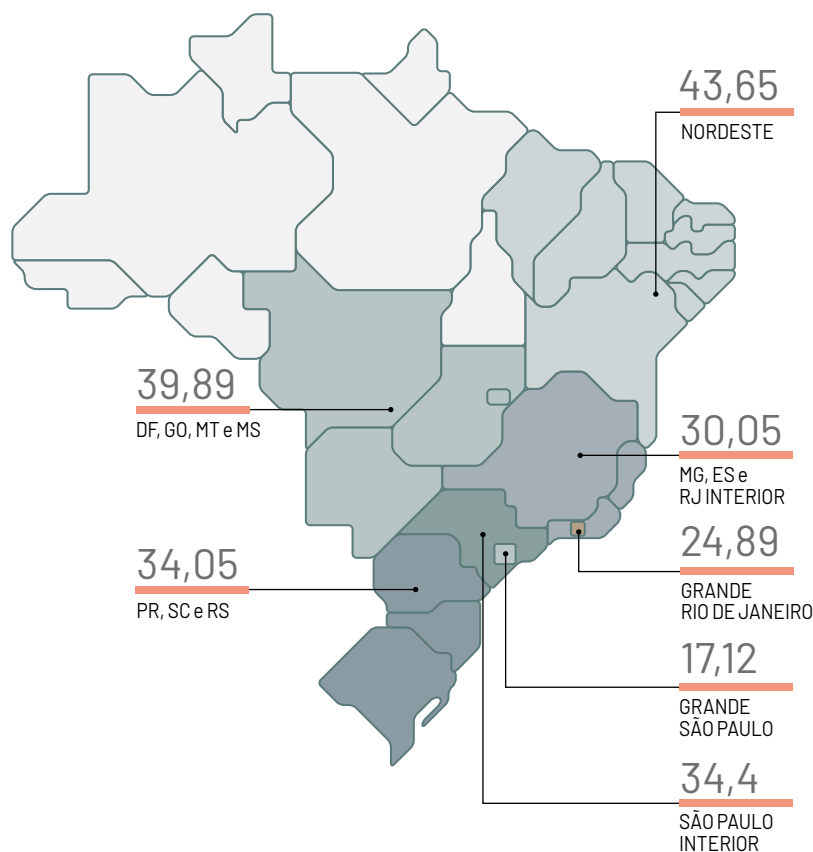 43,65
NORDESTE
39,89
DF, GO, MT e MS
30,05
MG, ES e
RJ INTERIOR
34,05
PR, SC e RS
24,89
GRANDE
RIO DE JANEIRO
17,12
GRANDE
SÃO PAULO
34,4
SÃO PAULO
INTERIOR